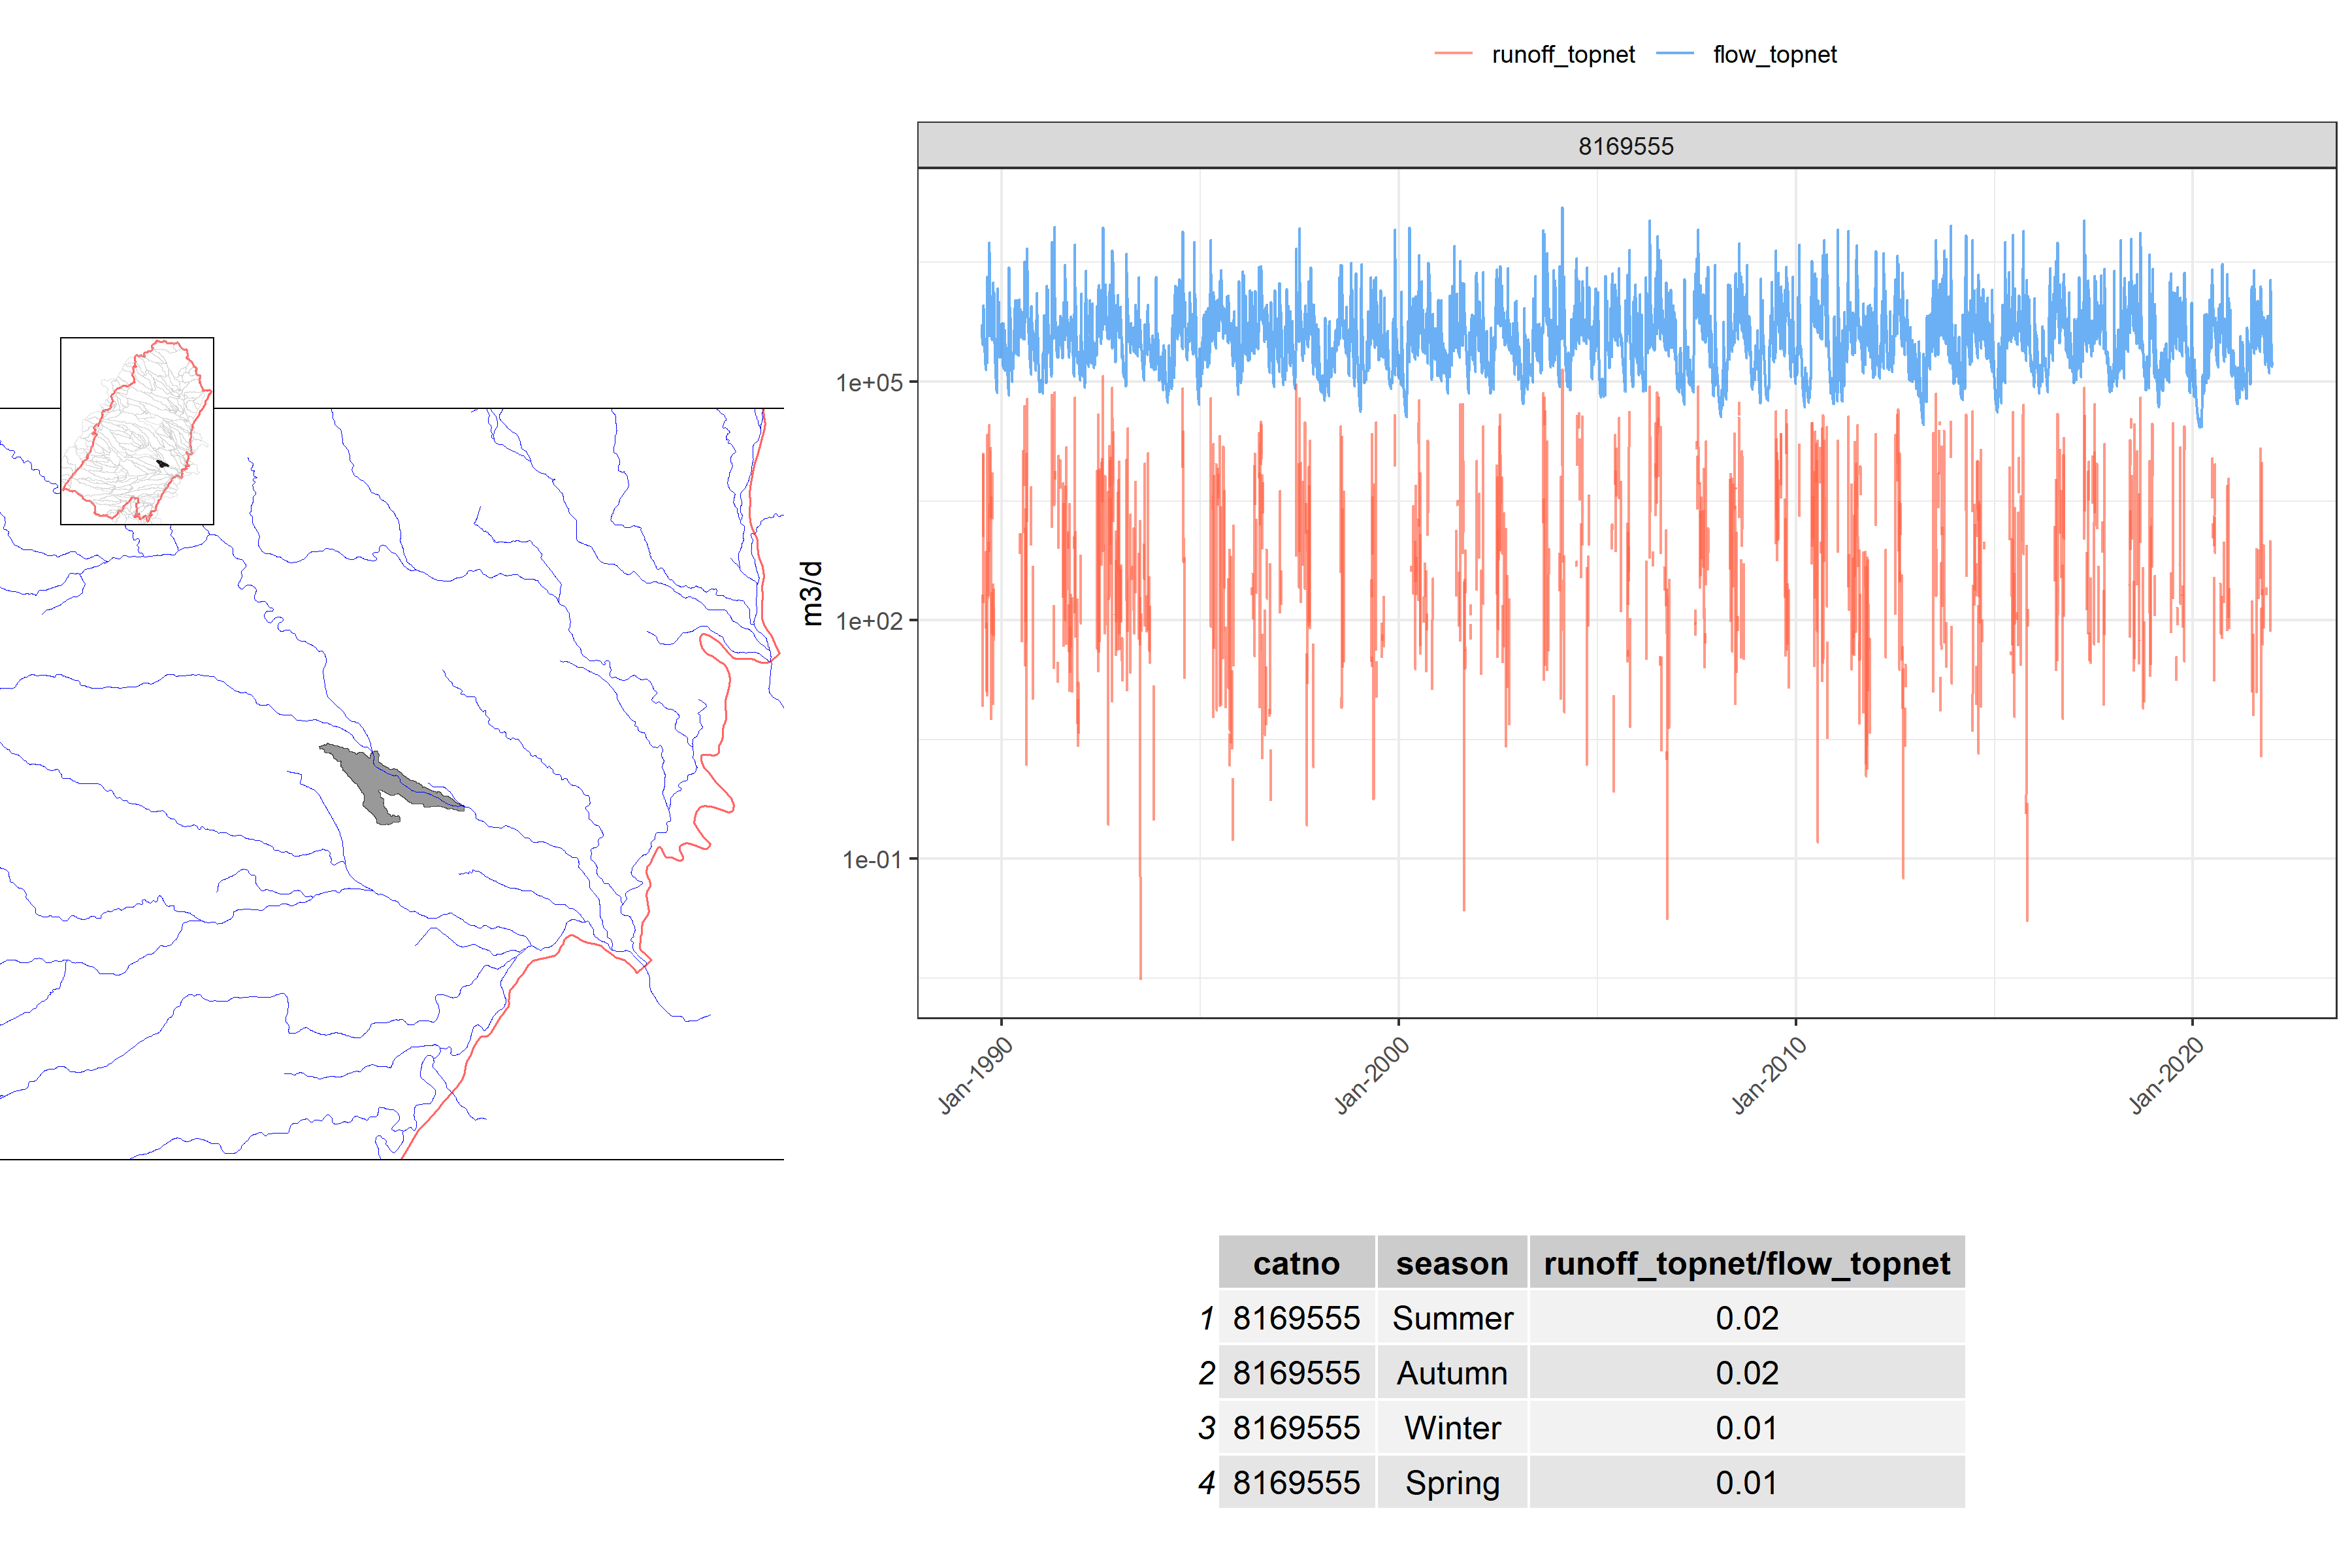 runoff_topnet flow_topnet
8169555
m3/d
1e+05
1e+02
1e-01
Jan-1990 Jan-2000 Jan-2010 Jan-2020
catno season runoff_topnet/flow_topnet
1 8169555 Summer 0.02
2 8169555 Autumn 0.02
3 8169555 Winter 0.01
4 8169555 Spring 0.01